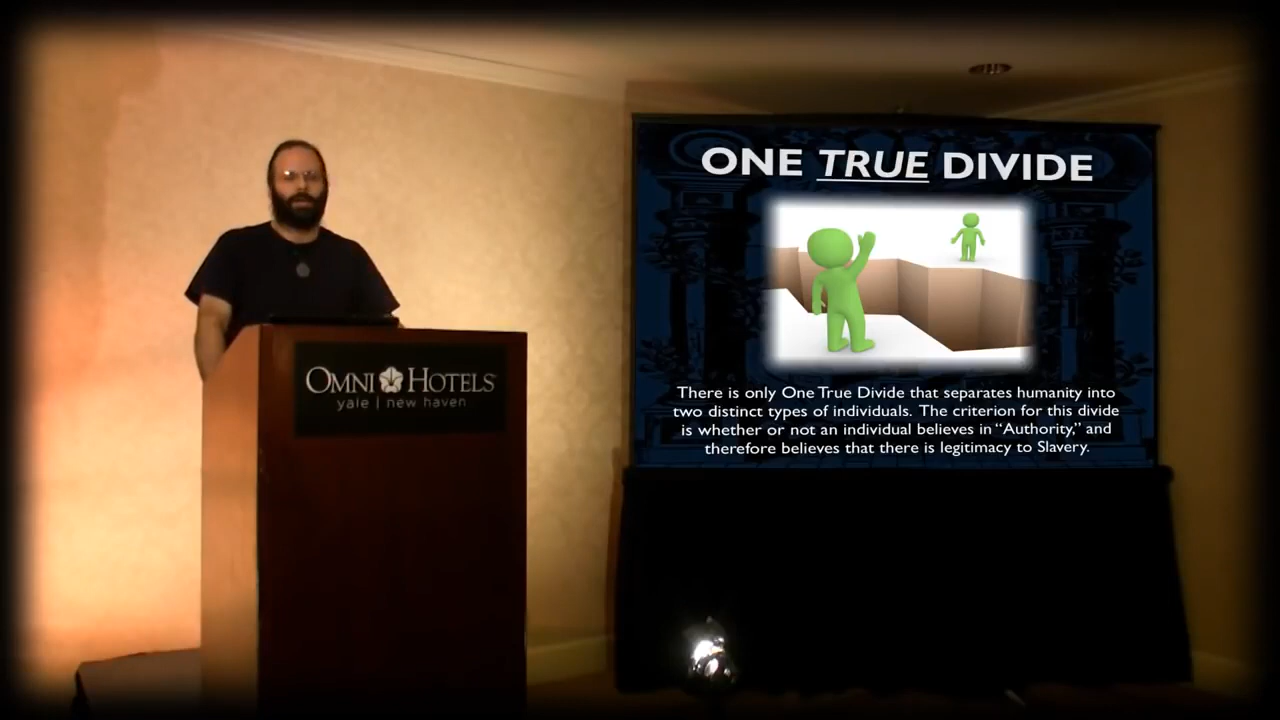 OMNI HOTELS
yale | new haven
ONE TRUE DIVIDE
There is only One True Divide that separates humanity into
two distinct types of individuals. The criterion for this divide
is whether or not an individual believes in “Authority,” and
therefore believes that there is legitimacy to Slavery.